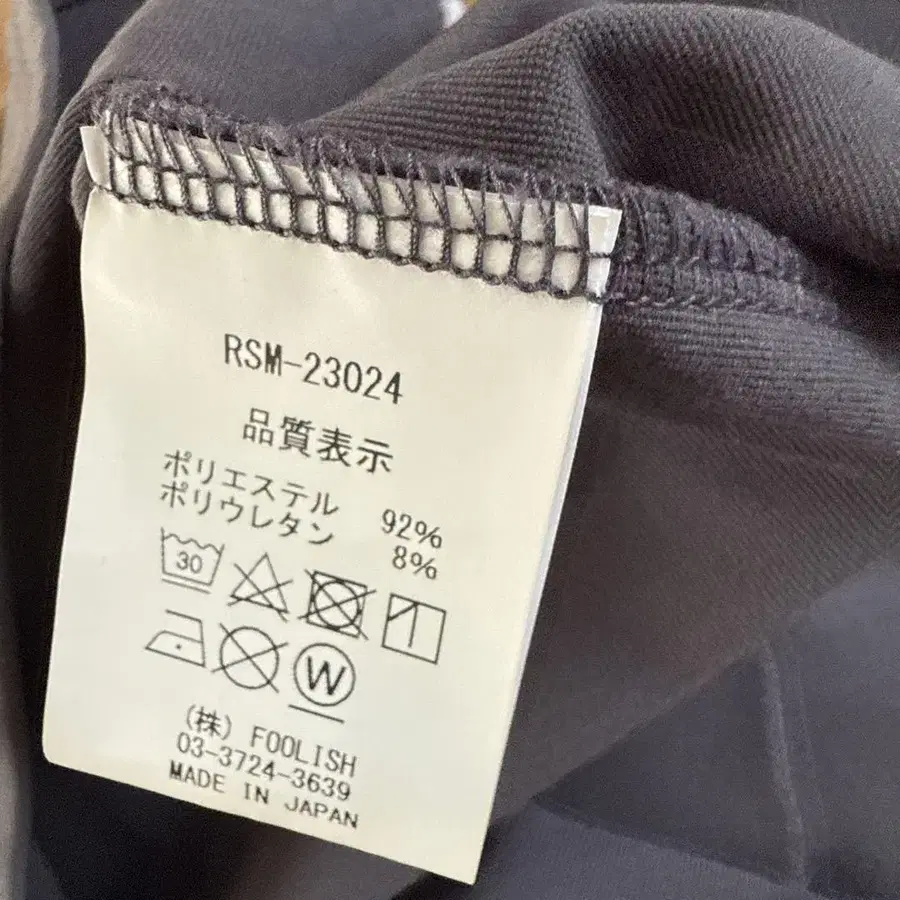 RSM-23024
品質表示
ポリエステル 92%
ポリウレタン 8%
30
W
(株) FOOLISH
03-3724-3639
MADE IN JAPAN